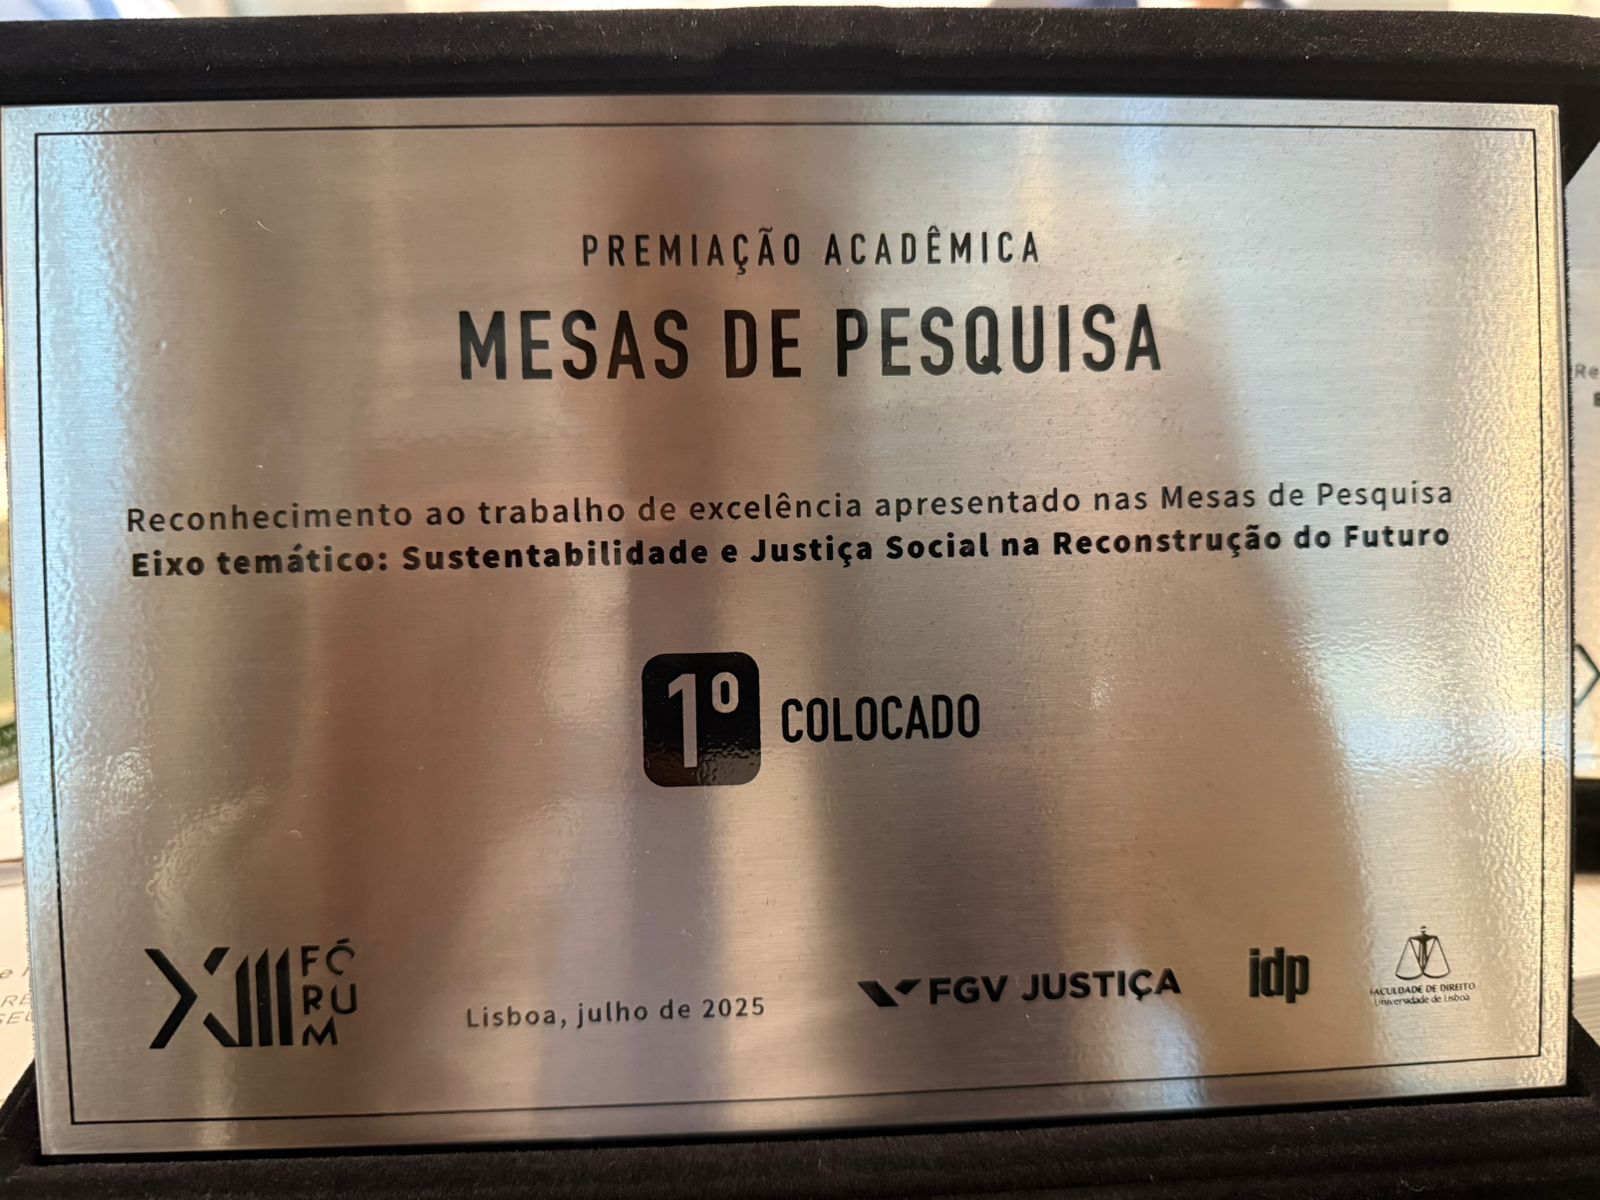 PREMIAÇÃO ACADÊMICA
MESAS DE PESQUISA
Reconhecimento ao trabalho de excelência apresentado nas Mesas de Pesquisa
Eixo temático: Sustentabilidade e Justiça Social na Reconstrução do Futuro
1º COLOCADO
XIII FÓRUM
Lisboa, julho de 2025
FGV JUSTIÇA
idp
FACULDADE DE DIREITO
Universidade de Lisboa